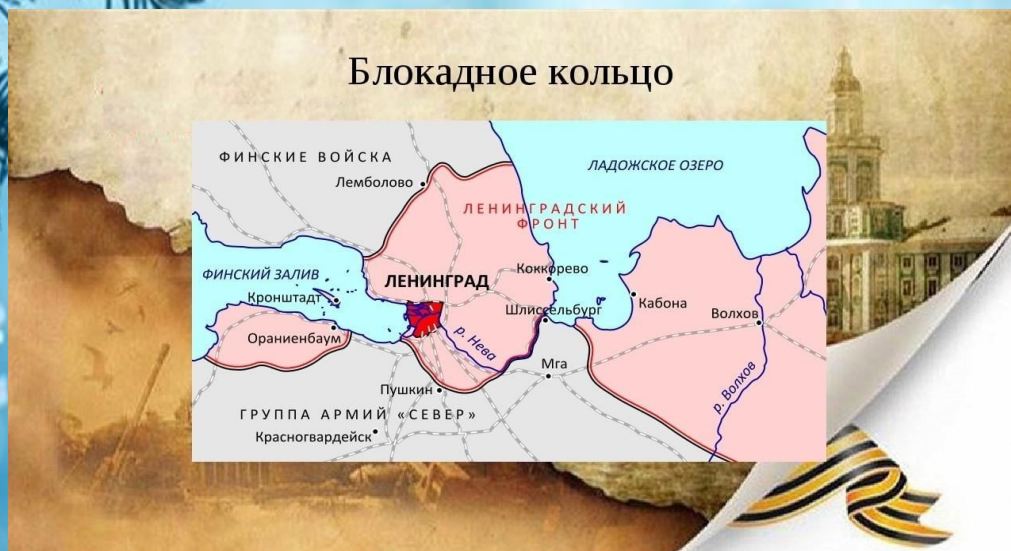 Блокадное кольцо
ФИНСКИЕ ВОЙСКА
ЛАДОЖСКОЕ ОЗЕРО
Лемболово
ЛЕНИНГРАДСКИЙ
ФРОНТ
ФИНСКИЙ ЗАЛИВ
ЛЕНИНГРАД
Коккорево
Кронштадт
Шлиссельбург
Кабона
Волхов
Ораниенбаум
р. Нева
Мга
Пушкин
р. Волхов
ГРУППА АРМИЙ «СЕВЕР»
Красногвардейск